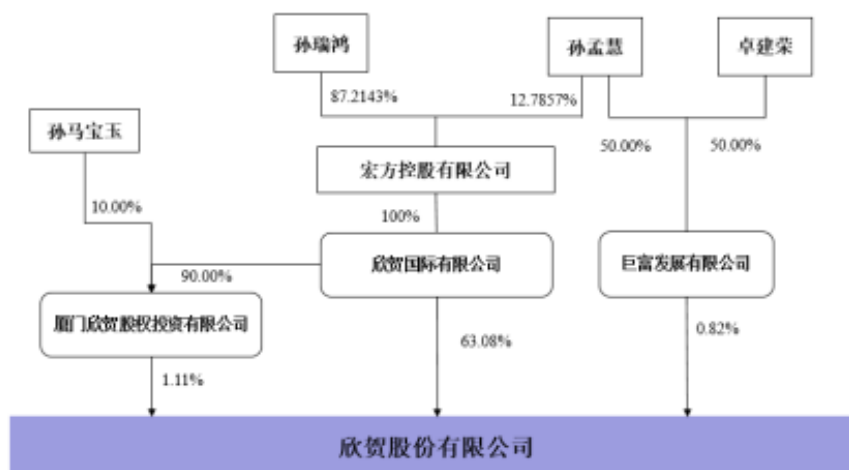 孙瑞鸿
孙孟慧
卓建荣
87.2143%
12.7857%
孙马宝玉
50.00%
50.00%
宏方控股有限公司
10.00%
100%
欣贺国际有限公司
巨富发展有限公司
90.00%
厦门欣贺股权投资有限公司
63.08%
0.82%
1.11%
欣贺股份有限公司